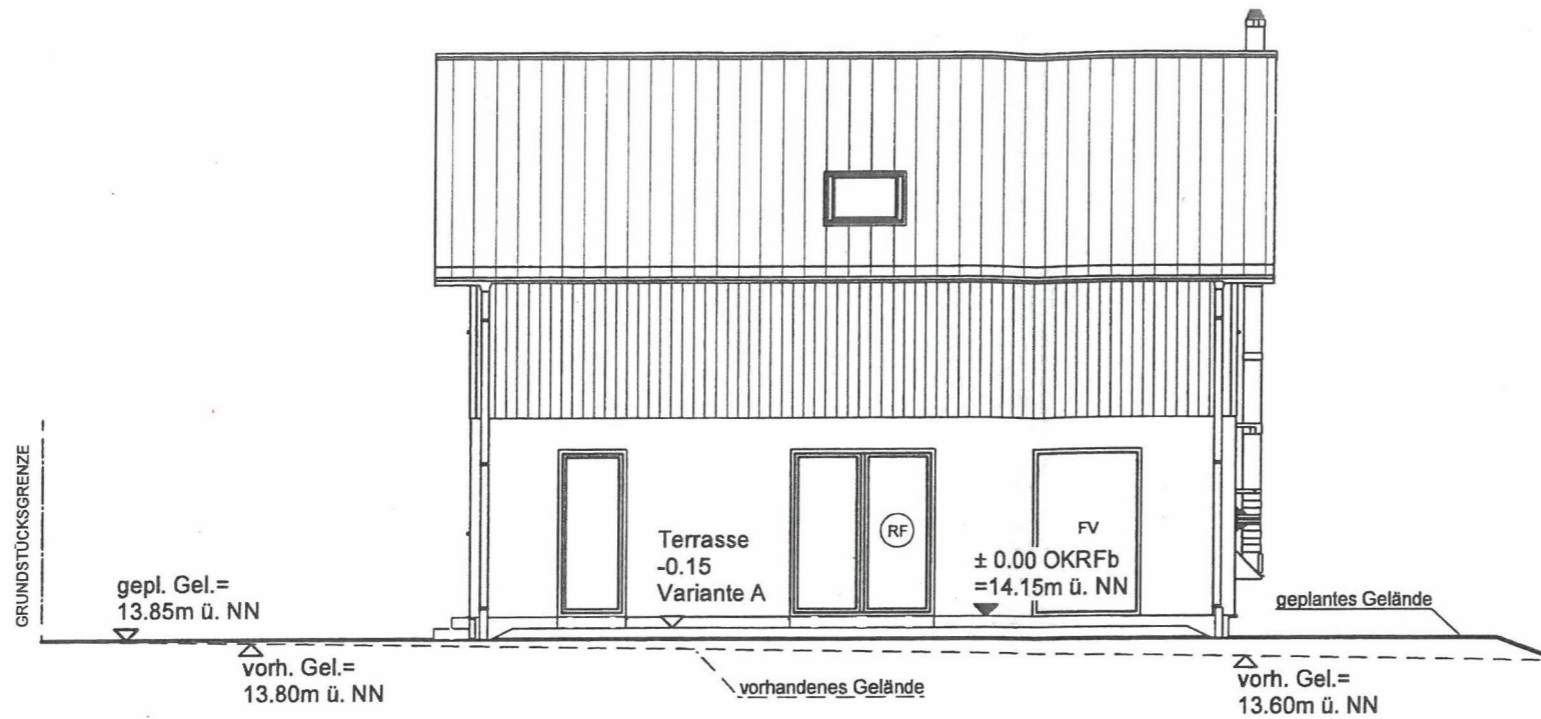 GRUNDSTÜCKSGRENZE
gepl. Gel.=
13.85m ü. NN
vorh. Gel.=
13.80m ü. NN
Terrasse
-0.15
Variante A
RF
FV
± 0.00 OKRFb
=14.15m ü. NN
geplantes Gelände
vorhandenes Gelände
vorh. Gel.=
13.60m ü. NN